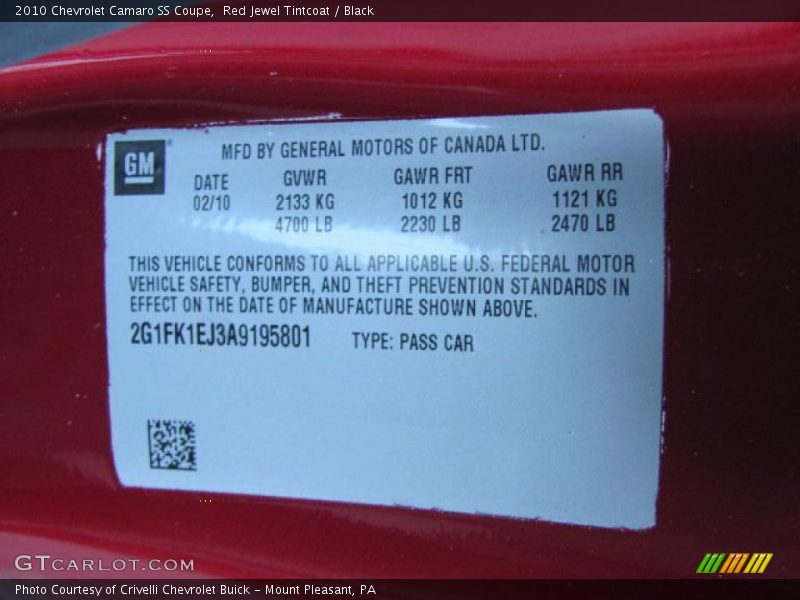 2010 Chevrolet Camaro SS Coupe,  Red Jewel Tintcoat / Black
GM®
MFD BY GENERAL MOTORS OF CANADA LTD.
DATE GVWR GAWR FRT GAWR RR
02/10 2133 KG 1012 KG 1121 KG
4700 LB 2230 LB 2470 LB
THIS VEHICLE CONFORMS TO ALL APPLICABLE U.S. FEDERAL MOTOR
VEHICLE SAFETY, BUMPER, AND THEFT PREVENTION STANDARDS IN
EFFECT ON THE DATE OF MANUFACTURE SHOWN ABOVE.
2G1FK1EJ3A9195801 TYPE: PASS CAR
GTCARLOT.COM
Photo Courtesy of Crivelli Chevrolet Buick - Mount Pleasant, PA